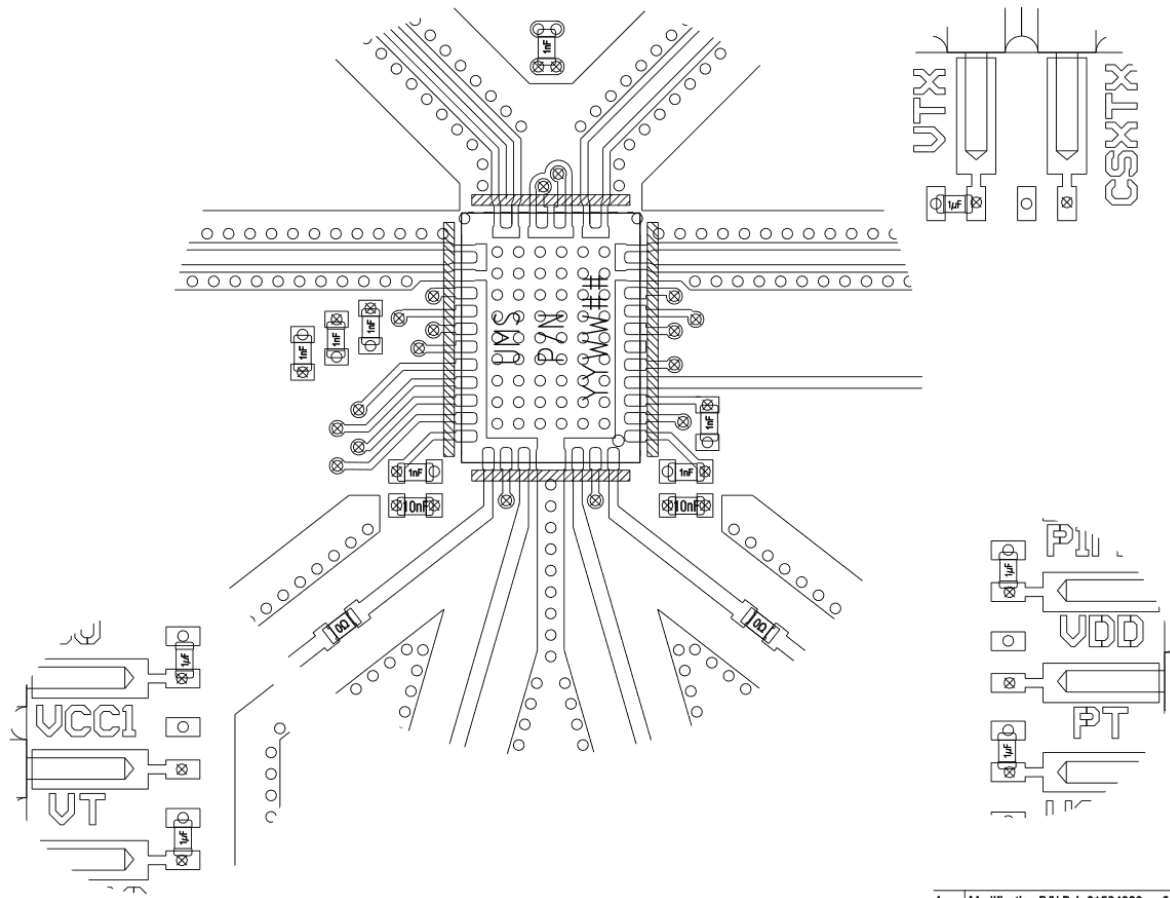 1nF
VTX
CSXTX
1µF
UMS
P/N
YYWW##
1nF
1nF
1nF
1nF
1nF
1nF
10nF
10nF
1µF
VDD
0Ω
0Ω
1µF
VCC1
PT
1µF
VT
1µF